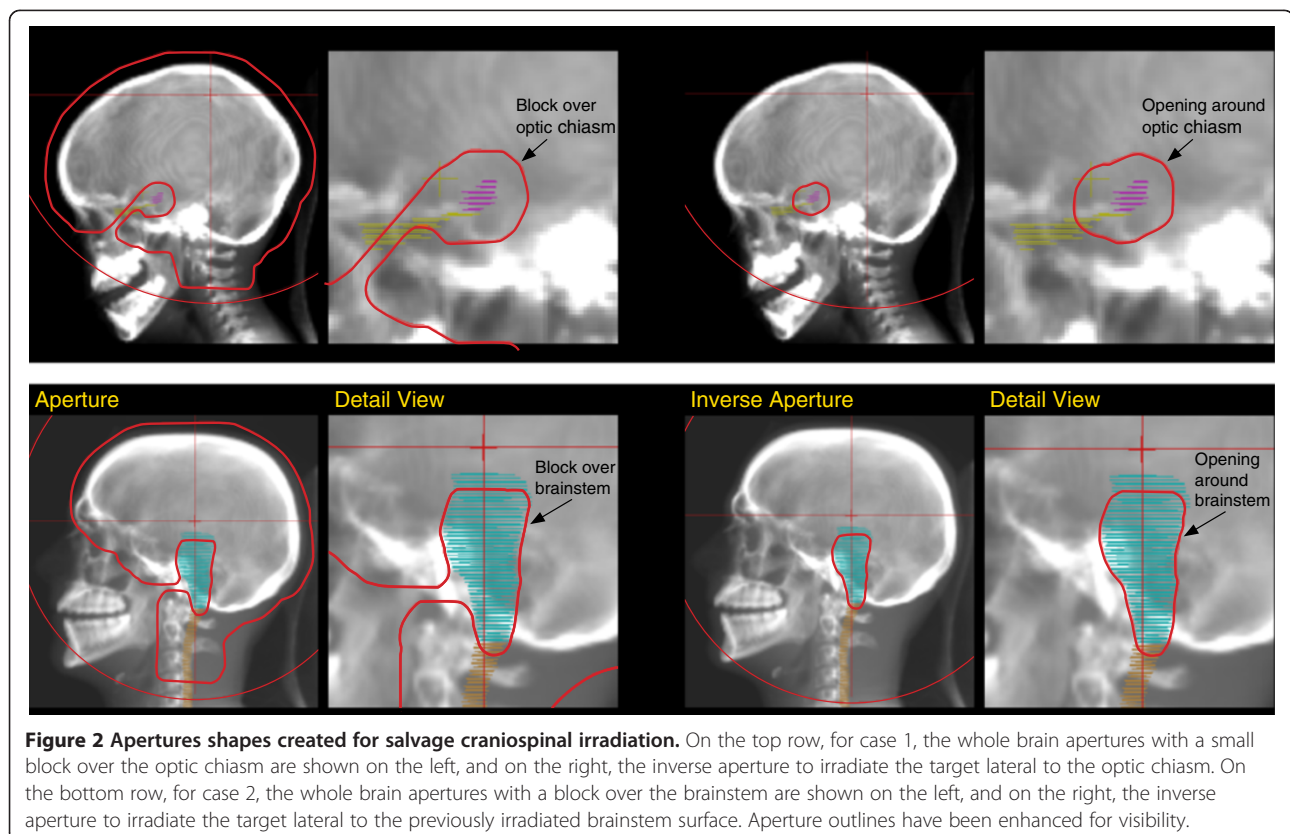 Block over
optic chiasm
Opening around
optic chiasm
Aperture
Detail View
Inverse Aperture
Detail View
Block over
brainstem
Opening
around
brainstem
Figure 2 Apertures shapes created for salvage craniospinal irradiation. On the top row, for case 1, the whole brain apertures with a small
block over the optic chiasm are shown on the left, and on the right, the inverse aperture to irradiate the target lateral to the optic chiasm. On
the bottom row, for case 2, the whole brain apertures with a block over the brainstem are shown on the left, and on the right, the inverse
aperture to irradiate the target lateral to the previously irradiated brainstem surface. Aperture outlines have been enhanced for visibility.